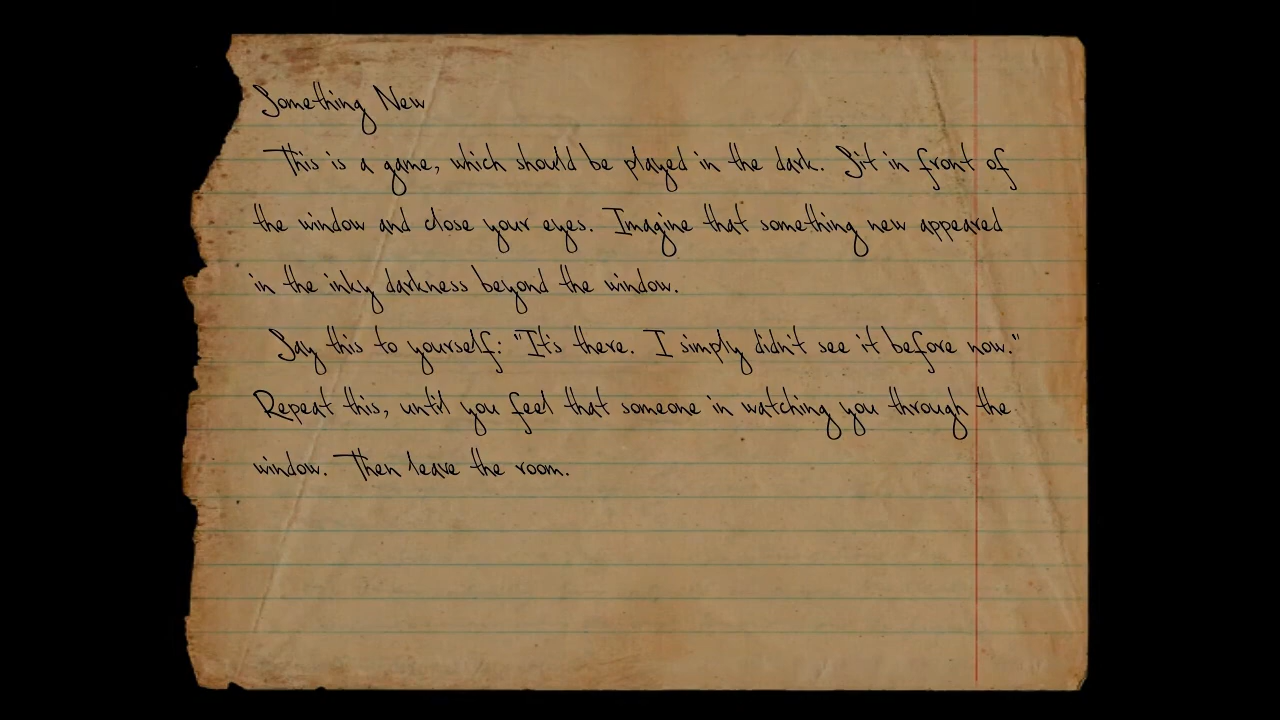 Something New
This is a game, which should be played in the dark. Sit in front of
the window and close your eyes. Imagine that something new appeared
in the inky darkness beyond the window.
Say this to yourself: "It's there. I simply didn't see it before now."
Repeat this, until you feel that someone in watching you through the
window. Then leave the room.